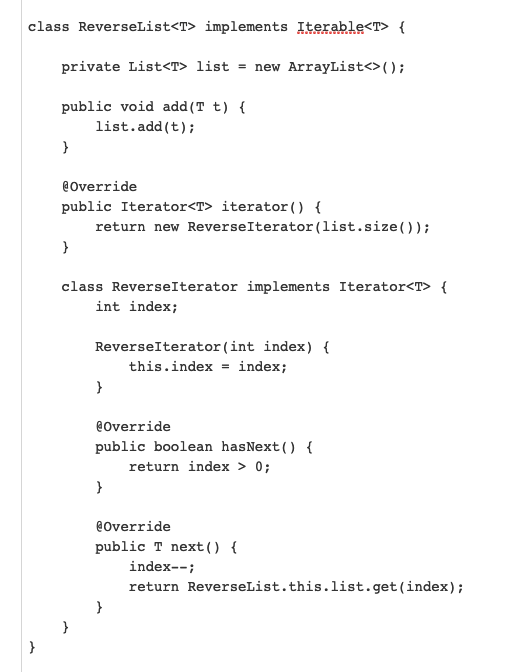 class ReverseList<T> implements Iterable<T> {
private List<T> list = new ArrayList<>();
public void add(T t) {
list.add(t);
}
@Override
public Iterator<T> iterator() {
return new ReverseIterator(list.size());
}
class ReverseIterator implements Iterator<T> {
int index;
ReverseIterator(int index) {
this.index = index;
}
@Override
public boolean hasNext() {
return index > 0;
}
@Override
public T next() {
index--;
return ReverseList.this.list.get(index);
}
}
}